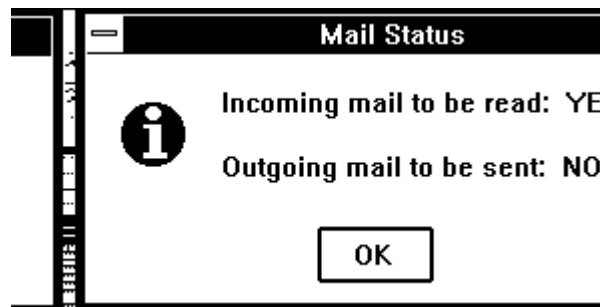 Mail Status
Incoming mail to be read: YE
Outgoing mail to be sent: NO
OK